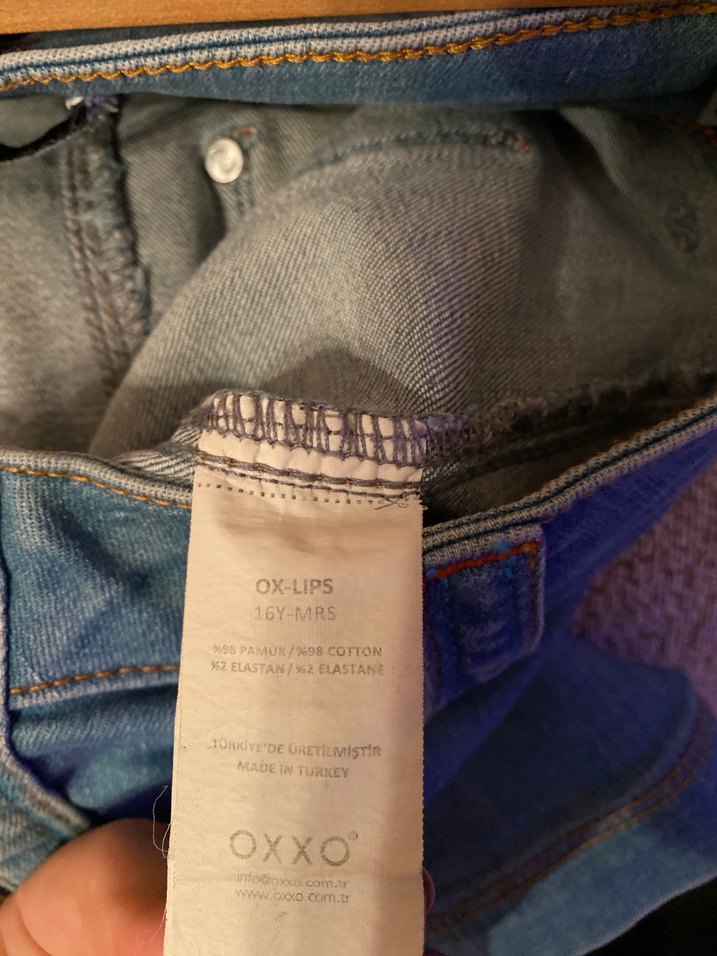 OX-LIPS
16Y-MRS
%98 PAMUK / %98 COTTON
%2 ELASTAN / %2 ELASTANE
TÜRKİYE'DE ÜRETİLMİŞTİR
MADE IN TURKEY
OXXO®
info@oxxo.com.tr
www.oxxo.com.tr